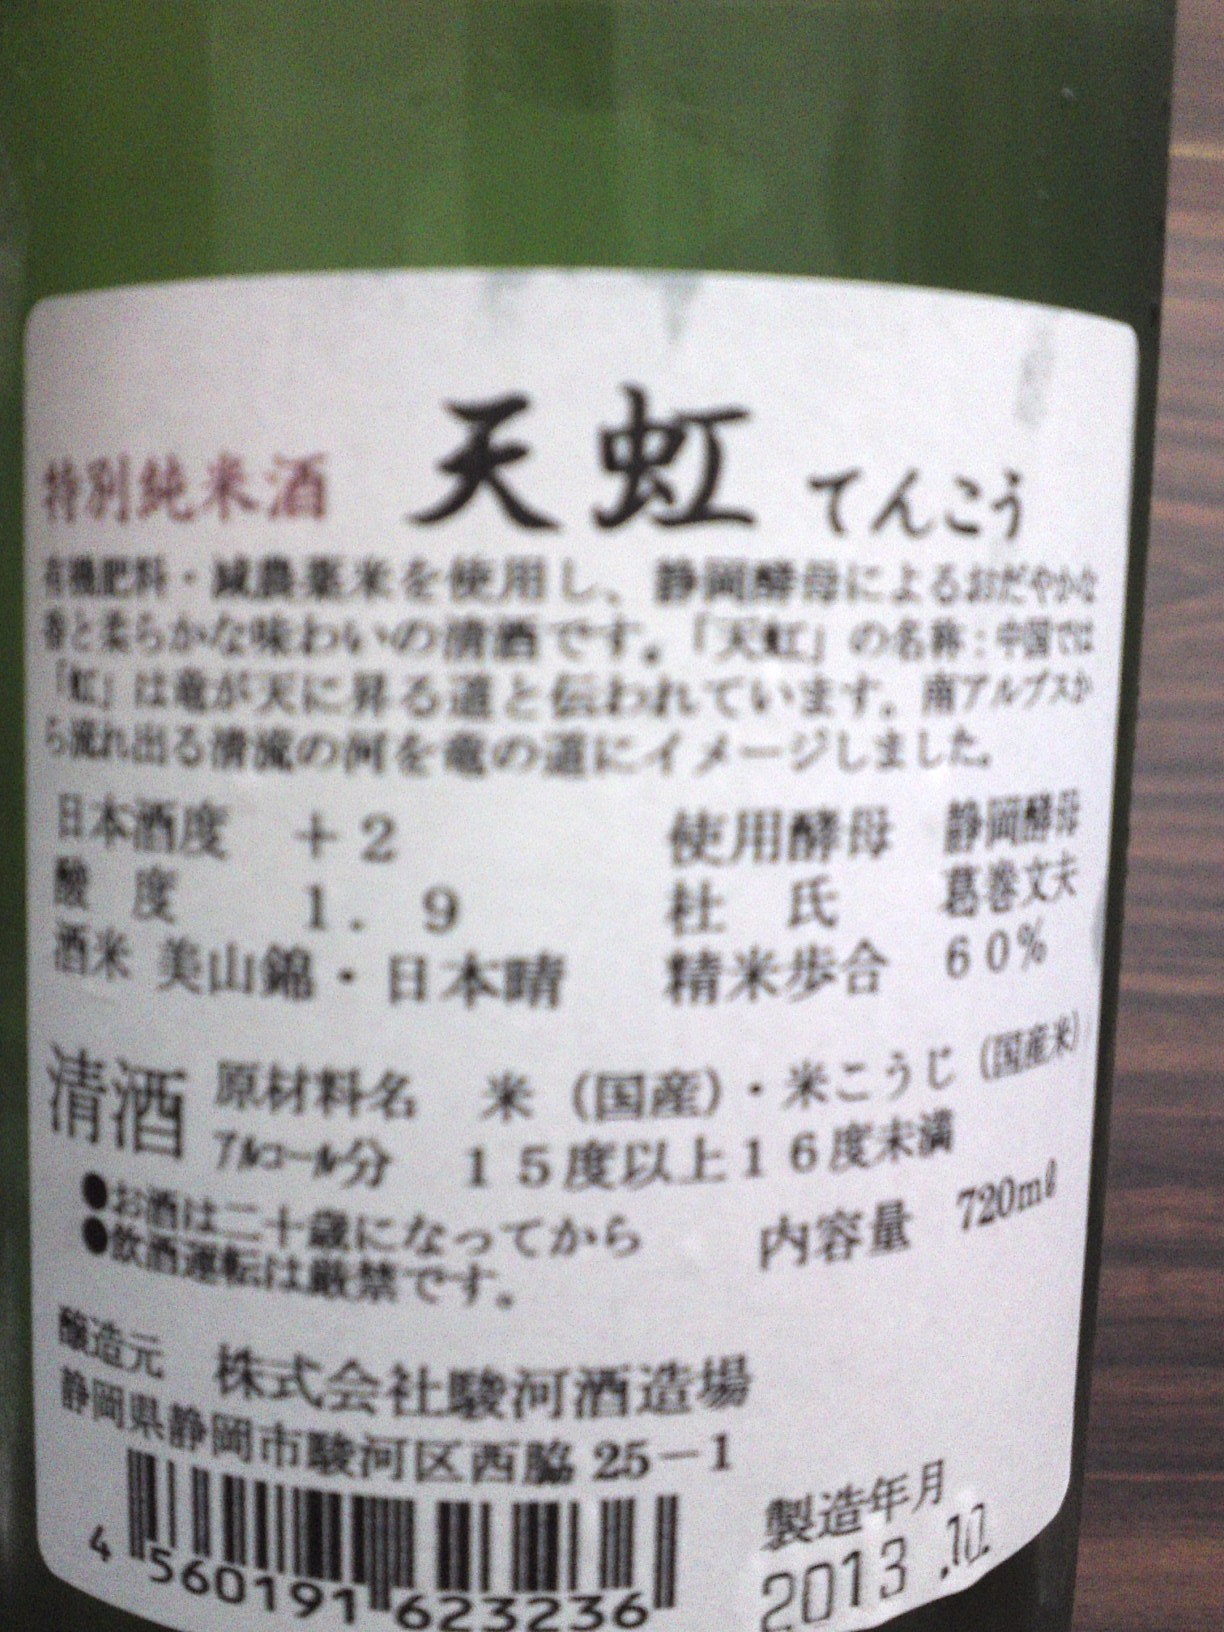 特別純米酒 天虹 てんこう
有機肥料・減農薬米を使用し、静岡酵母によるおだやかな
香と柔らかな味わいの清酒です。「天虹」の名称：中国では
「虹」は竜が天に昇る道と伝われています。南アルプスか
ら流れ出る清流の河を竜の道にイメージしました。
日本酒度 ＋２ 使用酵母 静岡酵母
酸度 １．９ 杜氏 葛巻文夫
酒米 美山錦・日本晴 精米歩合 ６０％
清酒 原材料名 米（国産）・米こうじ（国産米）
ｱﾙｺｰﾙ分 １５度以上１６度未満
●お酒は二十歳になってから 内容量 720mℓ
●飲酒運転は厳禁です。
醸造元 株式会社駿河酒造場
静岡県静岡市駿河区西脇25－1
製造年月
2013.10
4 560191 623236